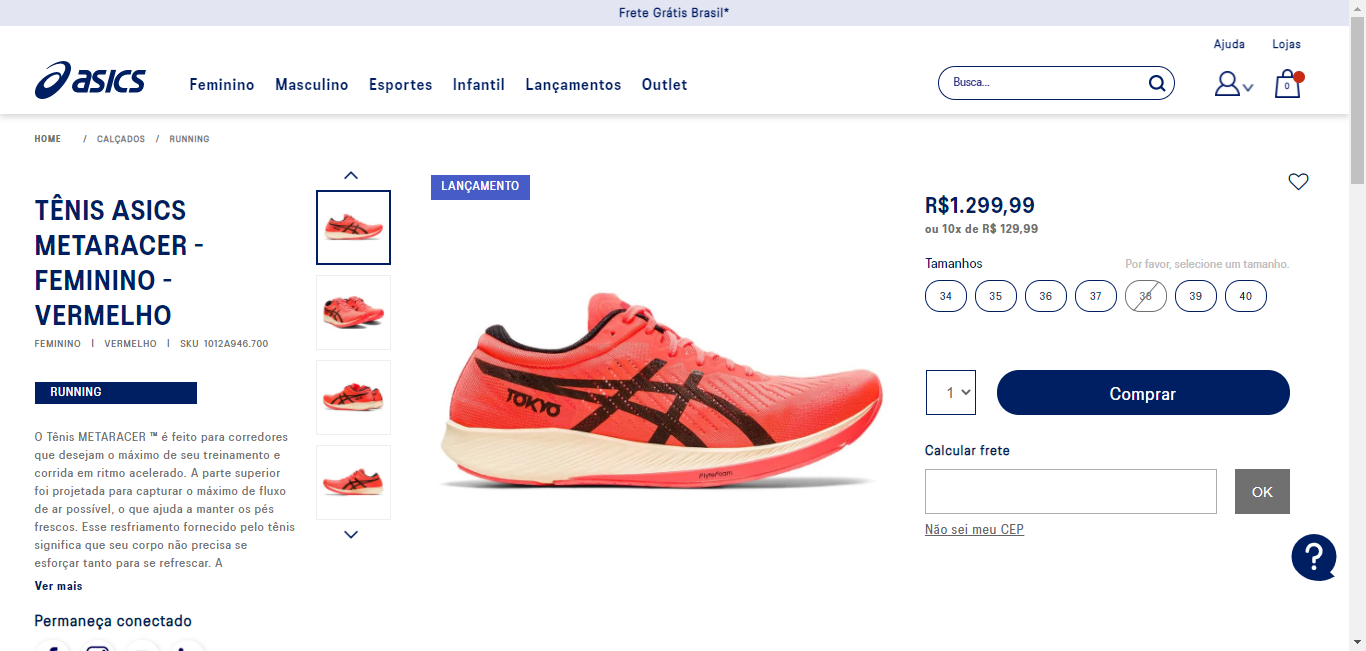 Frete Grátis Brasil*
Ajuda Lojas
asics
Feminino Masculino Esportes Infantil Lançamentos Outlet
Busca...
0
HOME / CALÇADOS / RUNNING
TÊNIS ASICS
METARACER -
FEMININO -
VERMELHO
FEMININO | VERMELHO | SKU 1012A946.700
RUNNING
O Tênis METARACER ™ é feito para corredores
que desejam o máximo de seu treinamento e
corrida em ritmo acelerado. A parte superior
foi projetada para capturar o máximo de fluxo
de ar possível, o que ajuda a manter os pés
frescos. Esse resfriamento fornecido pelo tênis
significa que seu corpo não precisa se
esforçar tanto para se refrescar. A
Ver mais
Permaneça conectado
LANÇAMENTO
TOKYO
FlyteFoam
R$1.299,99
ou 10x de R$ 129,99
Tamanhos Por favor, selecione um tamanho.
34 35 36 37 38 39 40
1 Comprar
Calcular frete
OK
Não sei meu CEP
?